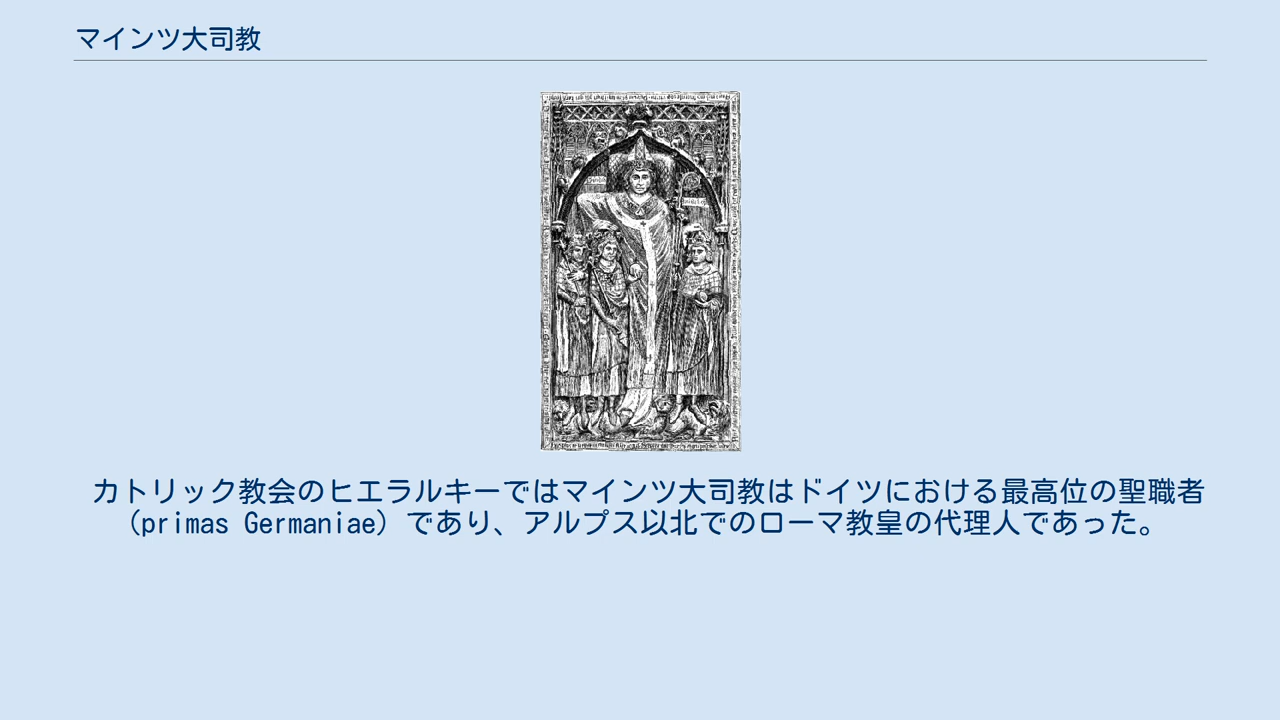 マインツ大司教
カトリック教会のヒエラルキーではマインツ大司教はドイツにおける最高位の聖職者
（primas Germaniae）であり、アルプス以北でのローマ教皇の代理人であった。